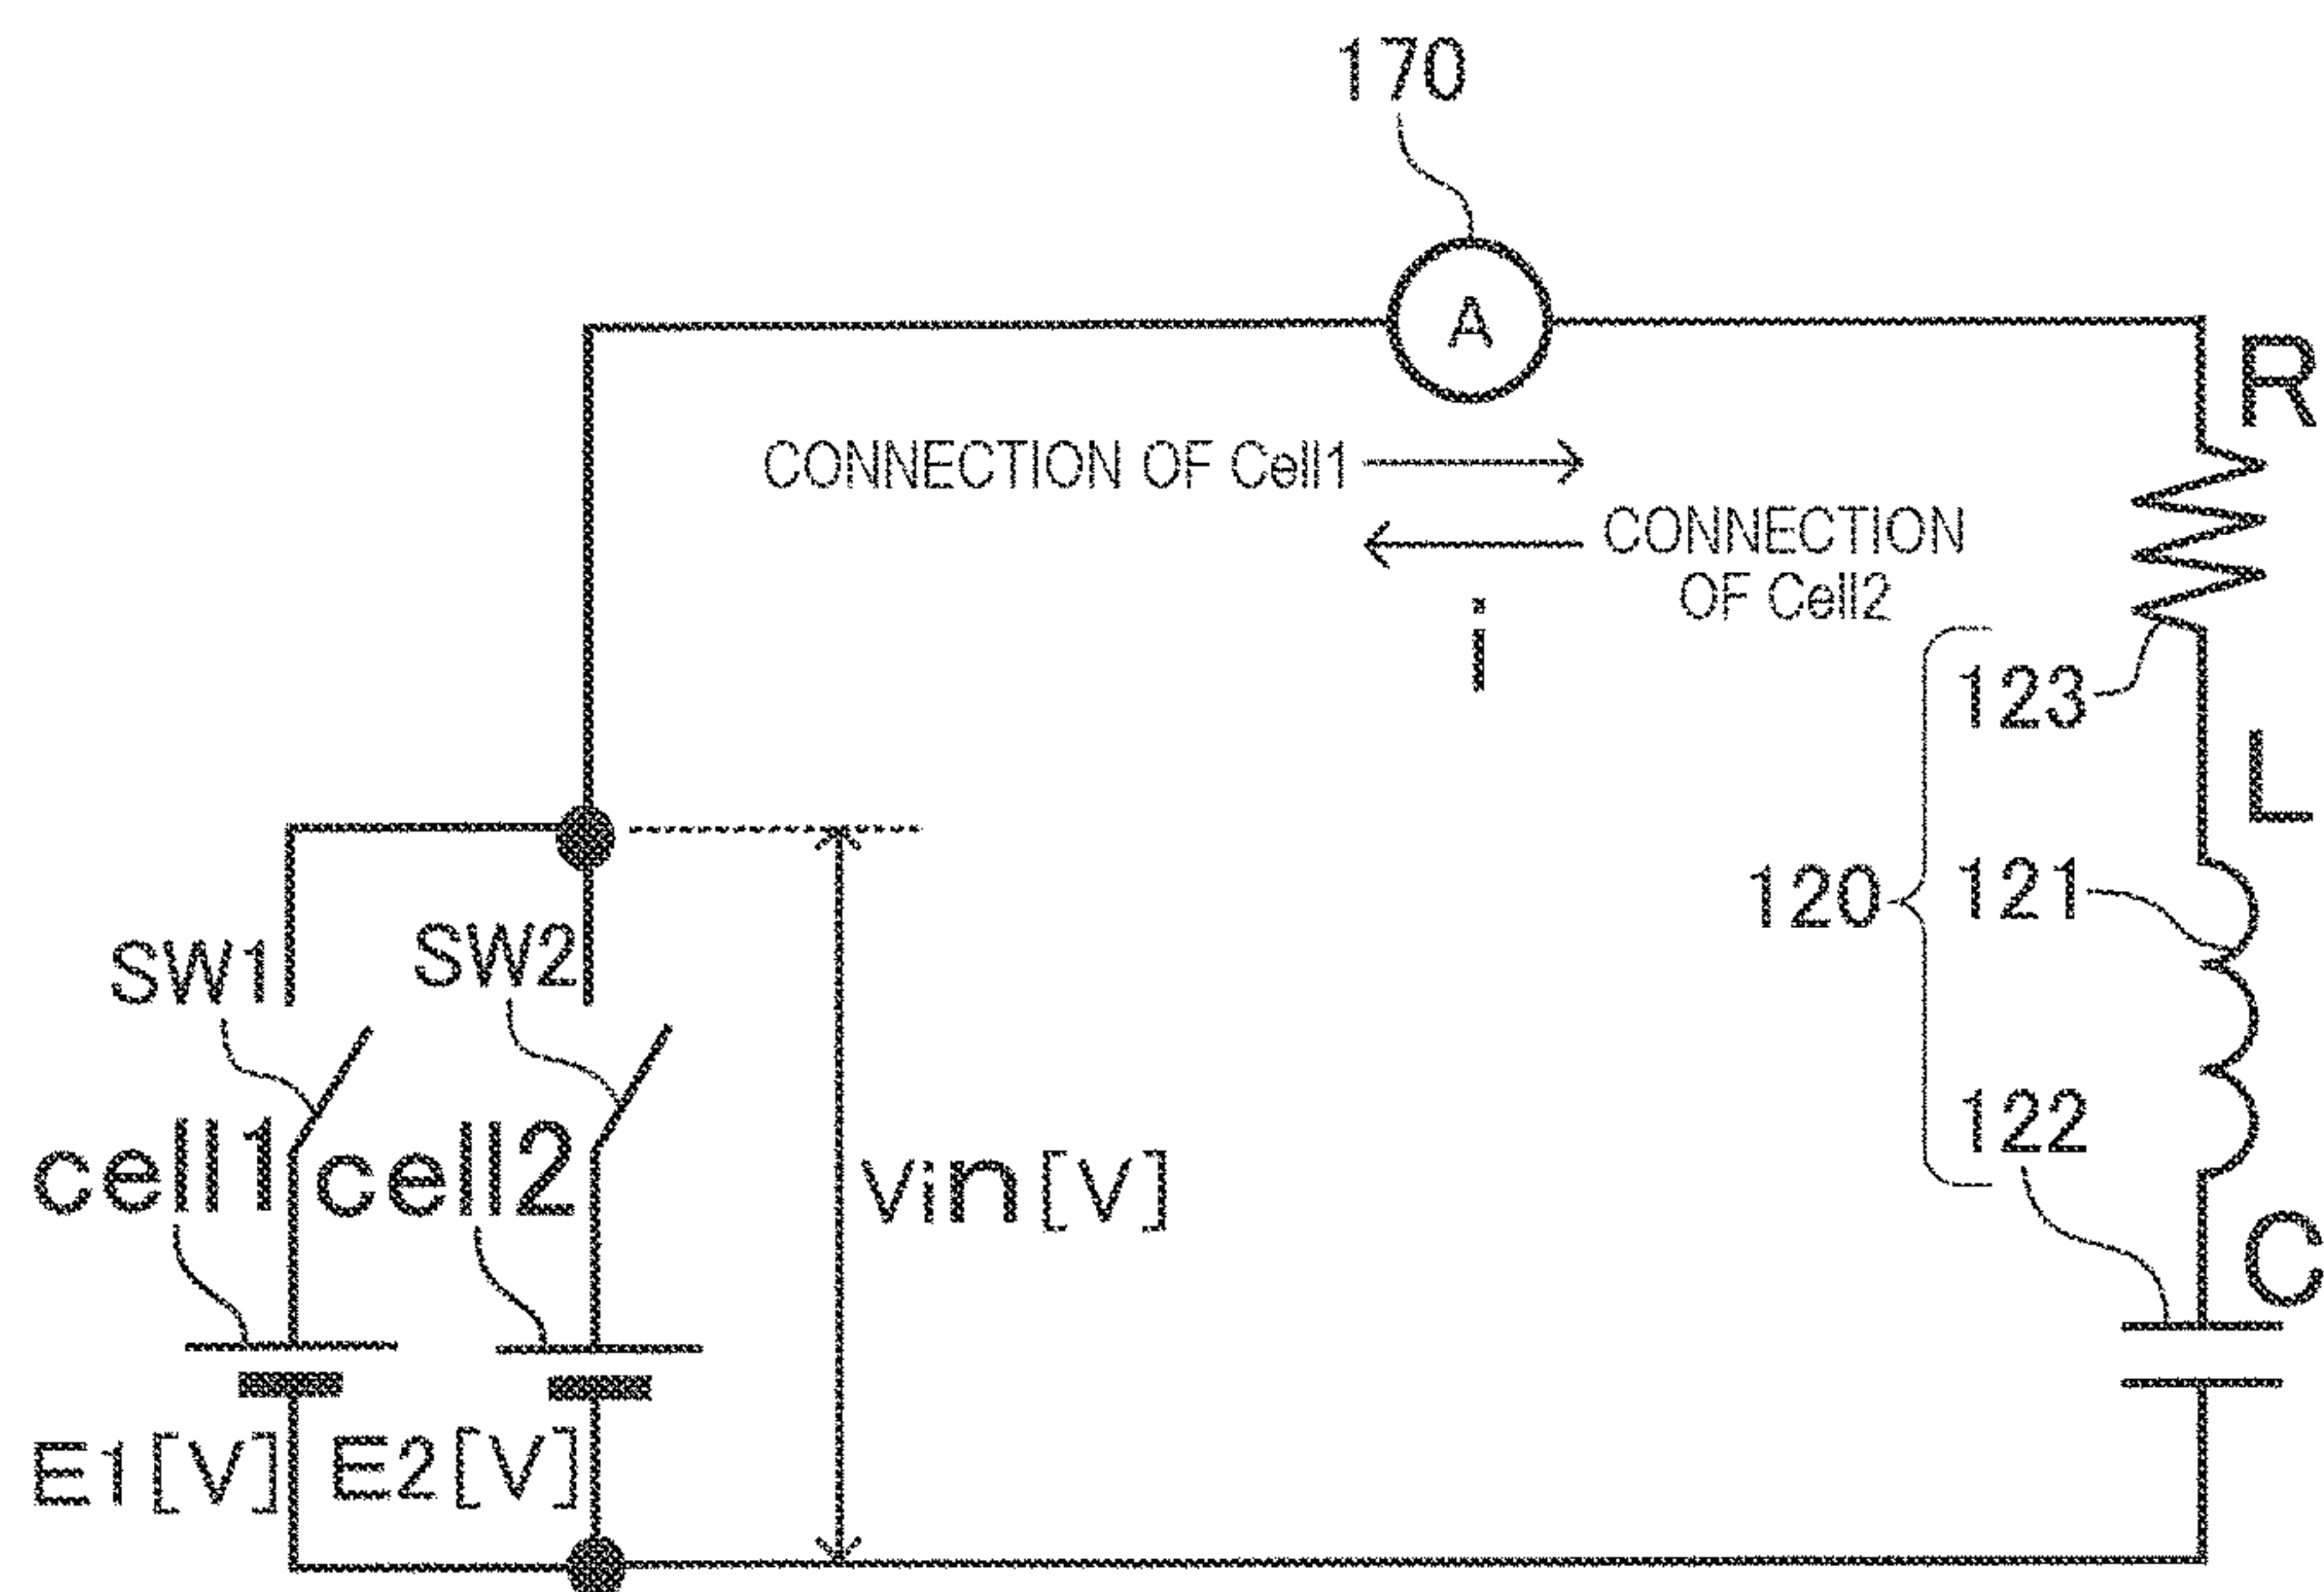 170
A
R
CONNECTION OF Cell1
CONNECTION
OF Cell2
i
123
L
120
121
SW1
SW2
122
cell1
cell2
Vin[V]
C
E1[V]
E2[V]